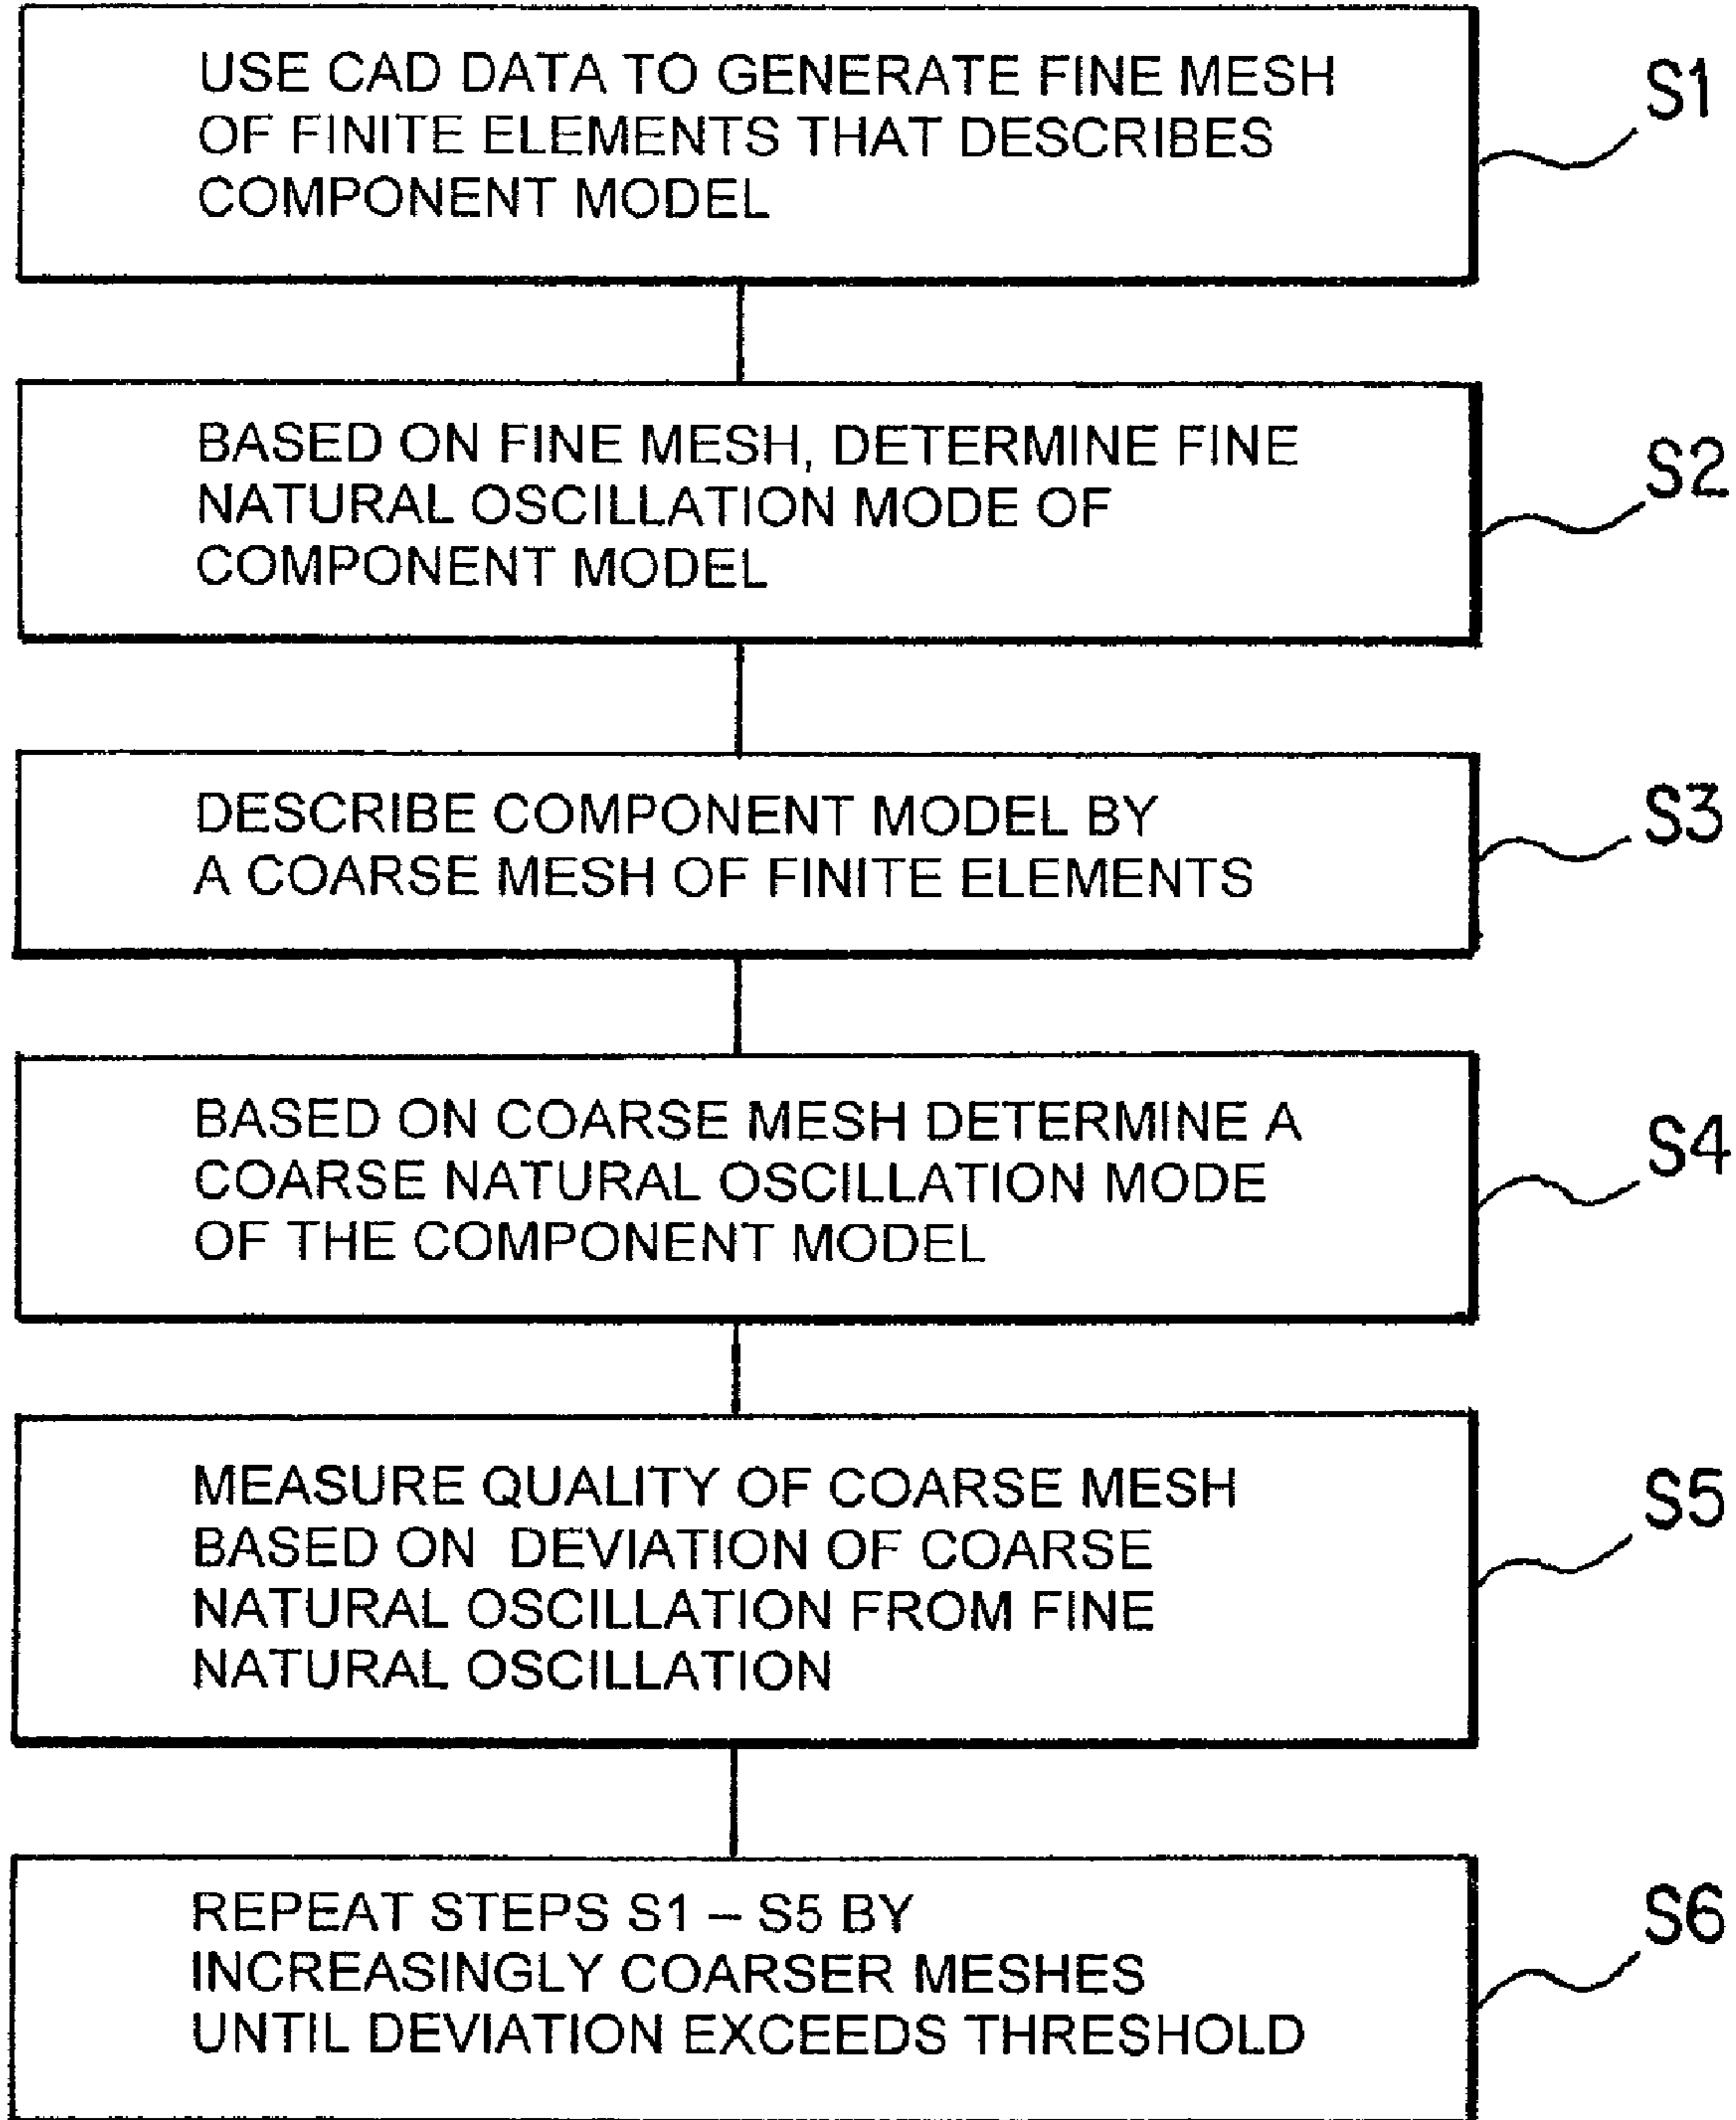 USE CAD DATA TO GENERATE FINE MESH
OF FINITE ELEMENTS THAT DESCRIBES
COMPONENT MODEL
S1
BASED ON FINE MESH, DETERMINE FINE
NATURAL OSCILLATION MODE OF
COMPONENT MODEL
S2
DESCRIBE COMPONENT MODEL BY
A COARSE MESH OF FINITE ELEMENTS
S3
BASED ON COARSE MESH DETERMINE A
COARSE NATURAL OSCILLATION MODE
OF THE COMPONENT MODEL
S4
MEASURE QUALITY OF COARSE MESH
BASED ON DEVIATION OF COARSE
NATURAL OSCILLATION FROM FINE
NATURAL OSCILLATION
S5
REPEAT STEPS S1 – S5 BY
INCREASINGLY COARSER MESHES
UNTIL DEVIATION EXCEEDS THRESHOLD
S6